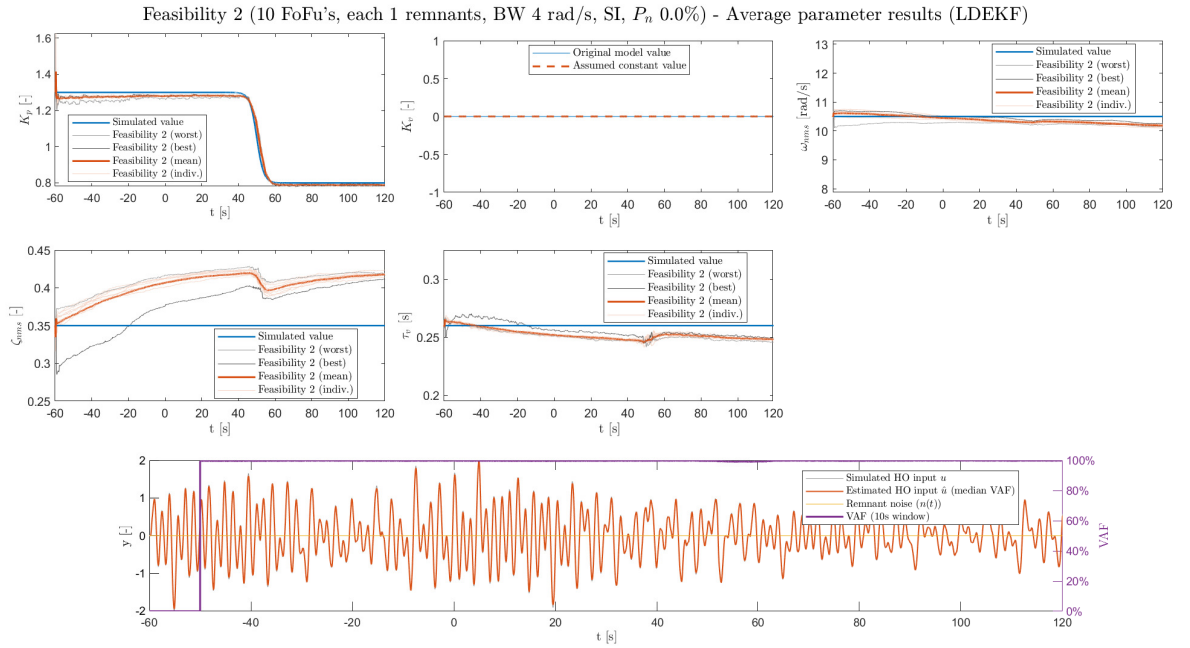 Feasibility 2 (10 FoFu's, each 1 remnants, BW 4 rad/s, SI, Pₙ 0.0%) - Average parameter results (LDEKF)
1.6
1.4
1.2
1
0.8
Kₚ [-]
Simulated value
Feasibility 2 (worst)
Feasibility 2 (best)
Feasibility 2 (mean)
Feasibility 2 (indiv.)
-60 -40 -20 0 20 40 60 80 100 120
t [s]
1
0.5
0
-0.5
-1
Kᵥ [-]
Original model value
Assumed constant value
-60 -40 -20 0 20 40 60 80 100 120
t [s]
13
12
11
10
9
8
ωₙₘₛ [rad/s]
Simulated value
Feasibility 2 (worst)
Feasibility 2 (best)
Feasibility 2 (mean)
Feasibility 2 (indiv.)
-60 -40 -20 0 20 40 60 80 100 120
t [s]
0.45
0.4
0.35
0.3
0.25
ζₙₘₛ [-]
Simulated value
Feasibility 2 (worst)
Feasibility 2 (best)
Feasibility 2 (mean)
Feasibility 2 (indiv.)
-60 -40 -20 0 20 40 60 80 100 120
t [s]
0.3
0.25
0.2
τᵥ [s]
Simulated value
Feasibility 2 (worst)
Feasibility 2 (best)
Feasibility 2 (mean)
Feasibility 2 (indiv.)
-60 -40 -20 0 20 40 60 80 100 120
t [s]
2
1
0
-1
-2
y [-]
Simulated HO input u
Estimated HO input û (median VAF)
Remnant noise (n(t))
VAF (10s window)
100%
80%
60%
40%
20%
0%
VAF
-60 -40 -20 0 20 40 60 80 100 120
t [s]